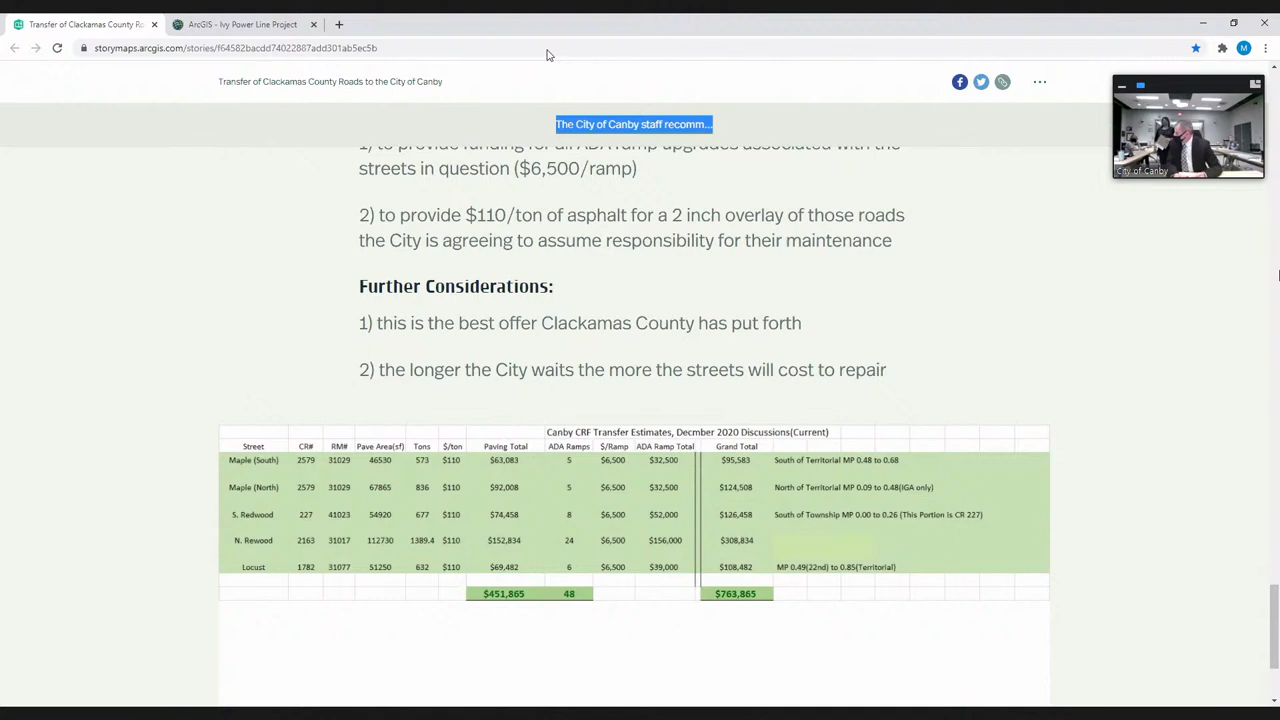 Transfer of Clackamas County Ro
ArcGIS - Ivy Power Line Project
storymaps.arcgis.com/stories/f64582bacdd74022887add301ab5ec5b
M
Transfer of Clackamas County Roads to the City of Canby
The City of Canby staff recomm...
City of Canby
1) to provide funding for all ADA ramp upgrades associated with the
streets in question ($6,500/ramp)
2) to provide $110/ton of asphalt for a 2 inch overlay of those roads
the City is agreeing to assume responsibility for their maintenance
Further Considerations:
1) this is the best offer Clackamas County has put forth
2) the longer the City waits the more the streets will cost to repair
Canby CRF Transfer Estimates, Decmber 2020 Discussions(Current)
Street CR# RM# Pave Area(sf) Tons $/ton Paving Total ADA Ramps $/Ramp ADA Ramp Total Grand Total
Maple (South) 2579 31029 46530 573 $110 $63,083 5 $6,500 $32,500 $95,583 South of Territorial MP 0.48 to 0.68
Maple (North) 2579 31029 67865 836 $110 $92,008 5 $6,500 $32,500 $124,508 North of Territorial MP 0.09 to 0.48(IGA only)
S. Redwood 227 41023 54920 677 $110 $74,458 8 $6,500 $52,000 $126,458 South of Township MP 0.00 to 0.26 (This Portion is CR 227)
N. Rewood 2163 31017 112730 1389.4 $110 $152,834 24 $6,500 $156,000 $308,834
Locust 1782 31077 51250 632 $110 $69,482 6 $6,500 $39,000 $108,482 MP 0.49(22nd) to 0.85(Territorial)
$451,865 48 $763,865